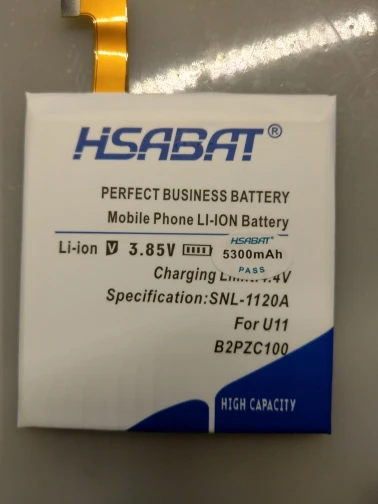 HSABAT®
PERFECT BUSINESS BATTERY
Mobile Phone LI-ION Battery
Li-ion V 3.85V
HSABAT
5300mAh
PASS
Charging 4V
Specification:SNL-1120A
For U11
B2PZC100
HIGH CAPACITY